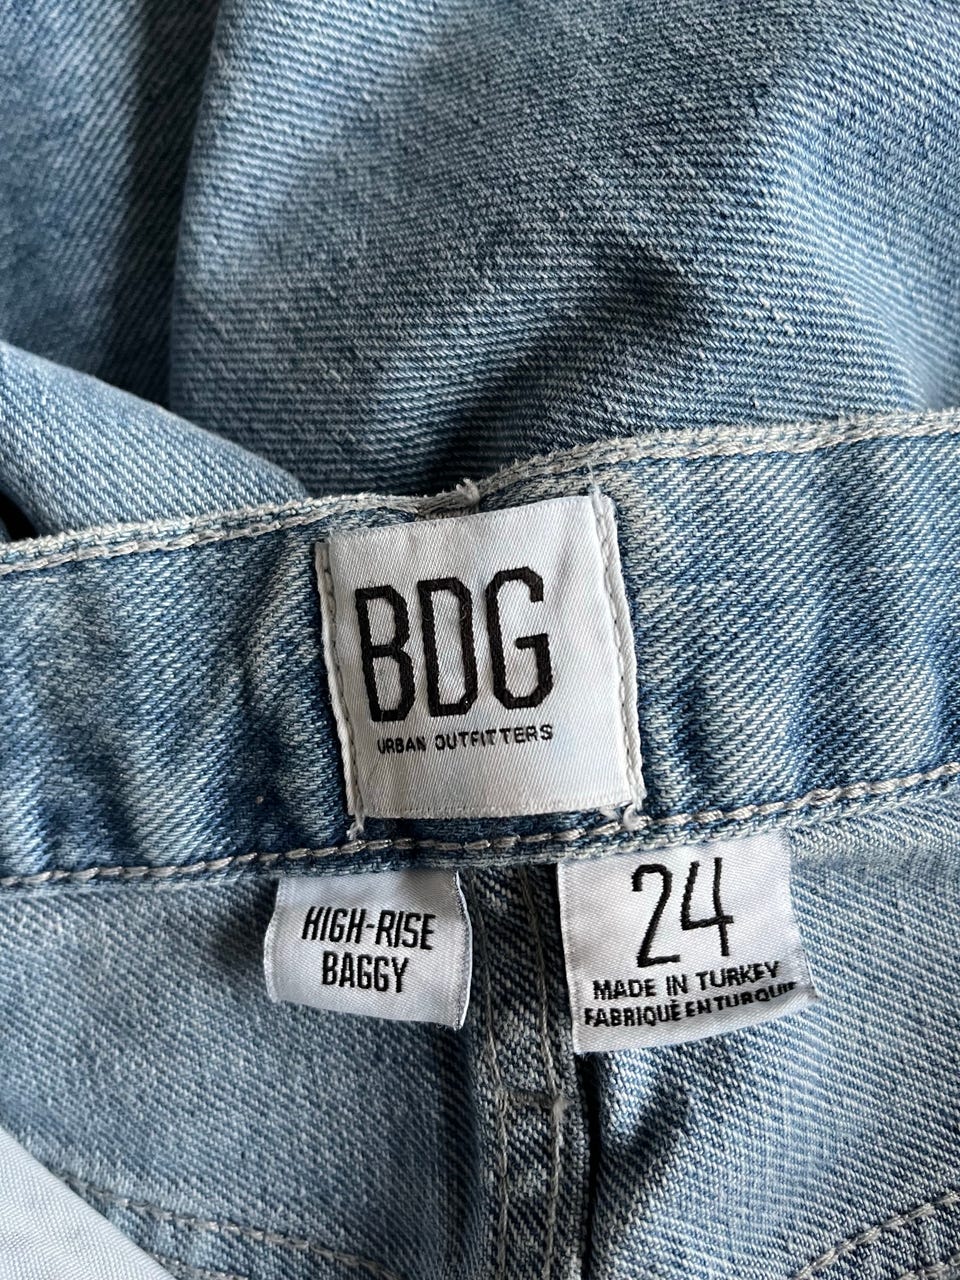 BDG
URBAN OUTFITTERS
HIGH-RISE
BAGGY
24
MADE IN TURKEY
FABRIQUÉ EN TURQUIE